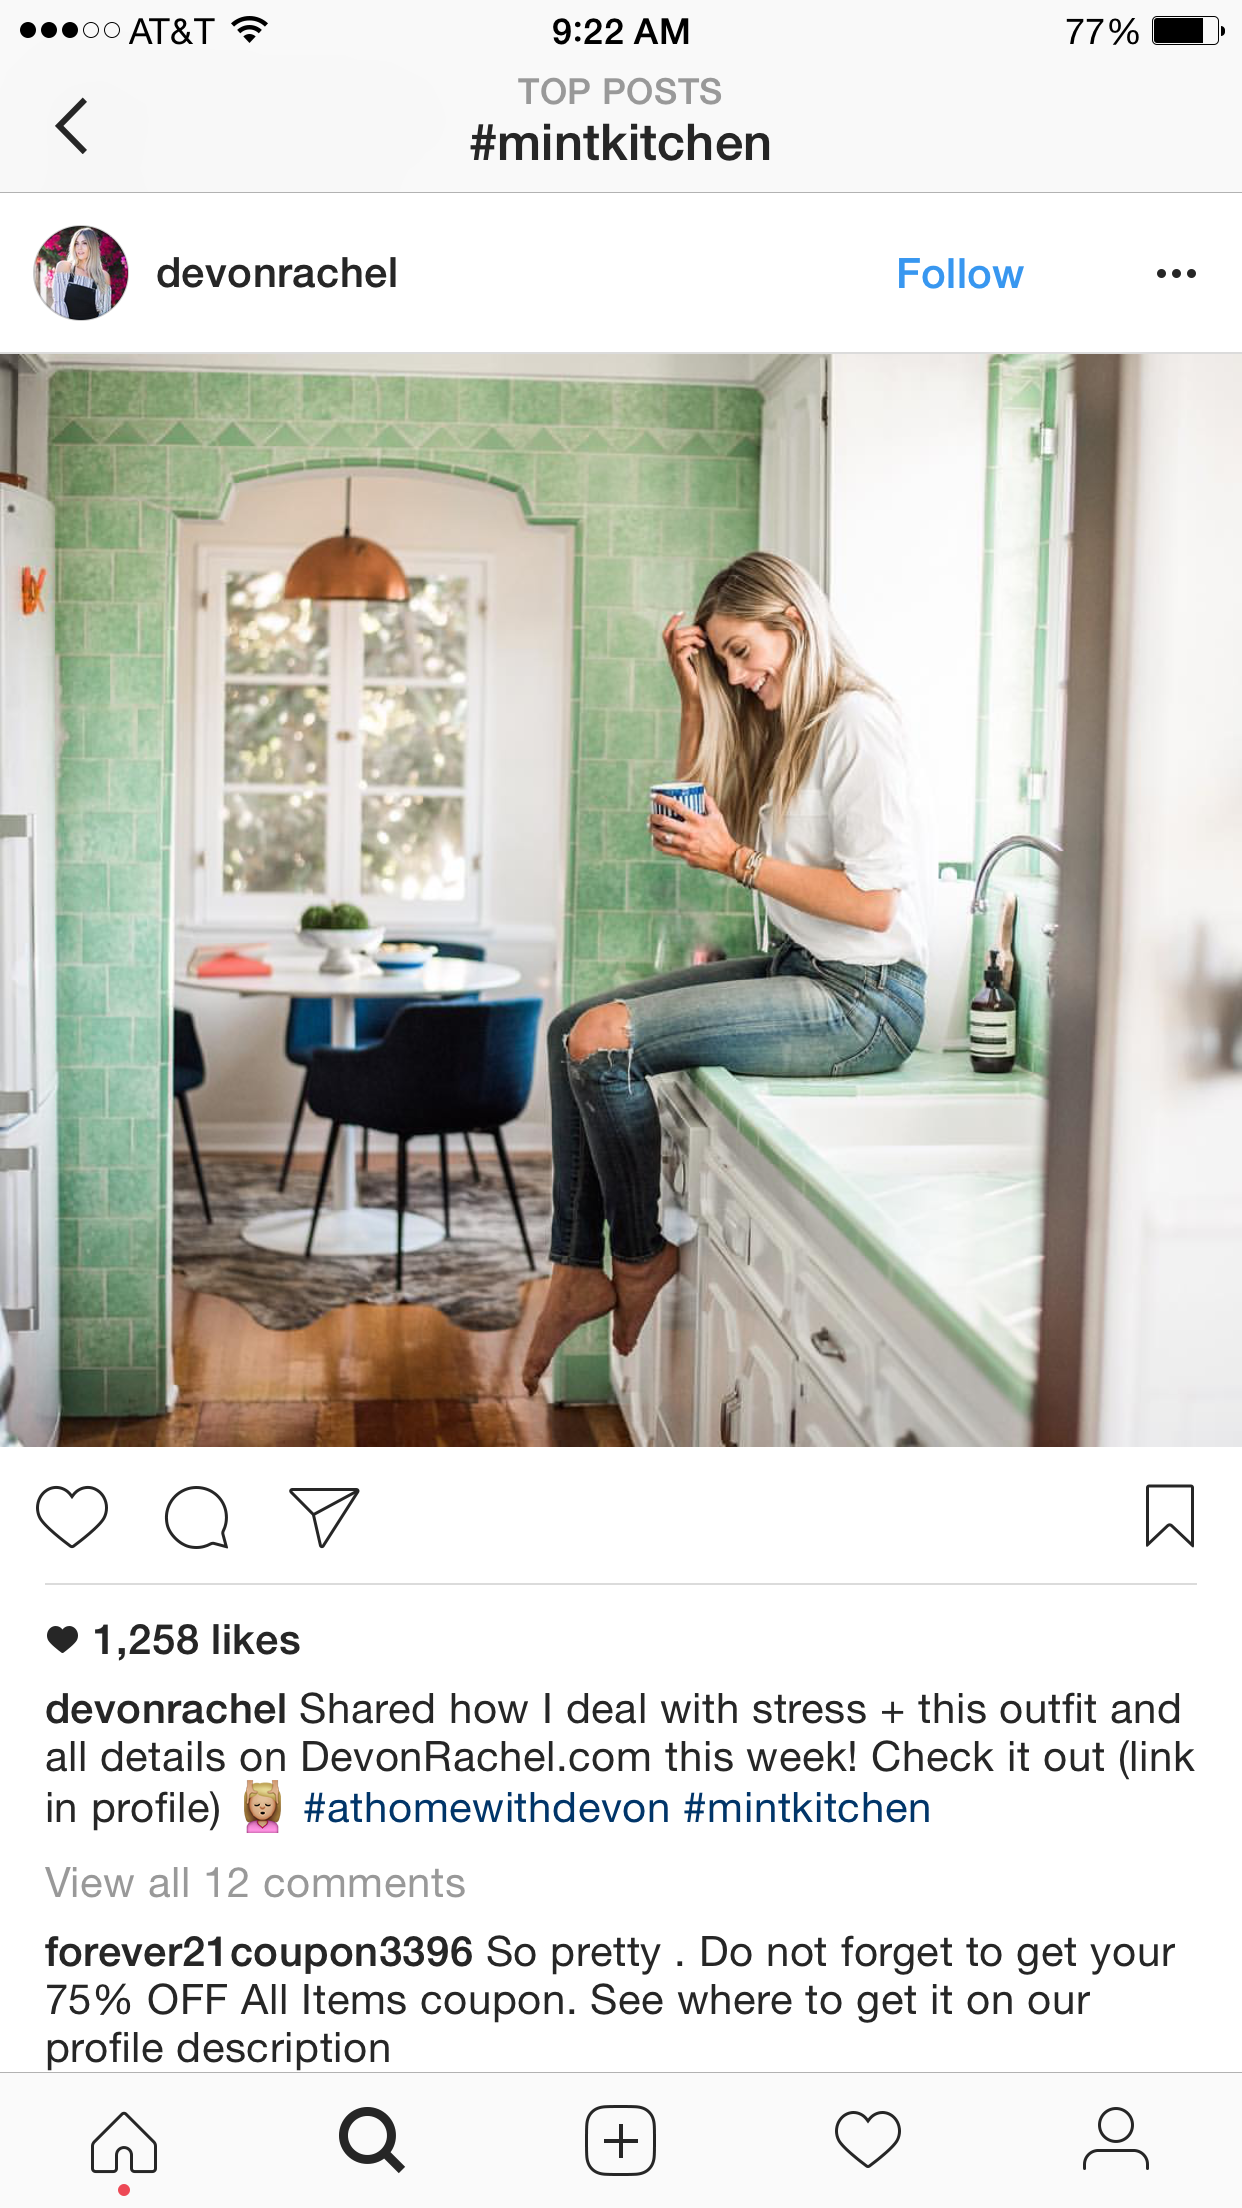 AT&T 9:22 AM 77%
TOP POSTS
#mintkitchen
devonrachel Follow
devonrachel Shared how I deal with stress + this outfit and
all details on DevonRachel.com this week! Check it out (link
in profile) 💆🏼 #athomewithdevon #mintkitchen
1,258 likes
View all 12 comments
forever21coupon3396 So pretty . Do not forget to get your
75% OFF All Items coupon. See where to get it on our
profile description